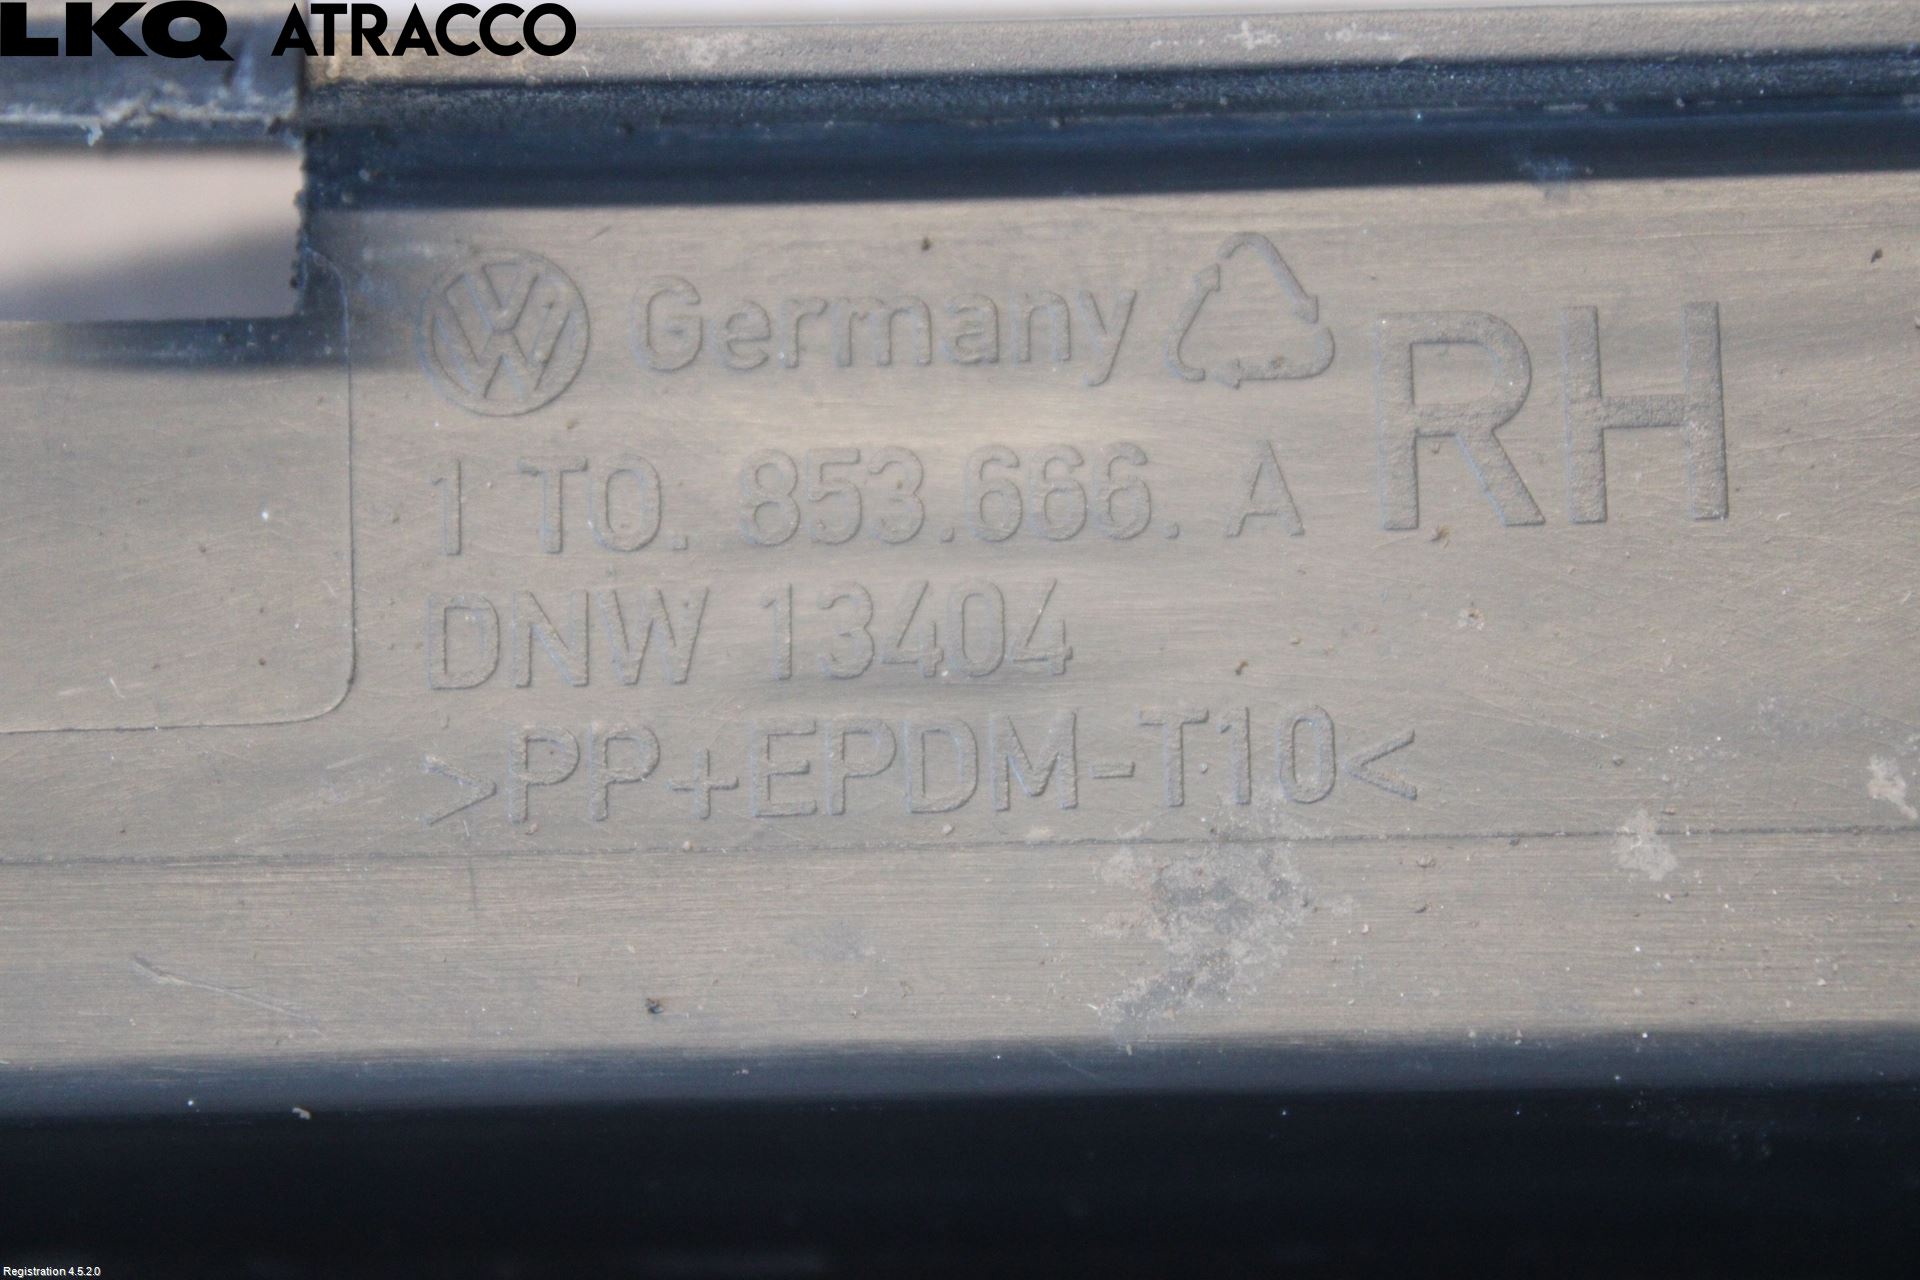 LKQ ATRACCO
Germany RH
1 T0. 853.666. A
DNW 13404
>PP+EPDM-T10<
Registration 4.5.2.0